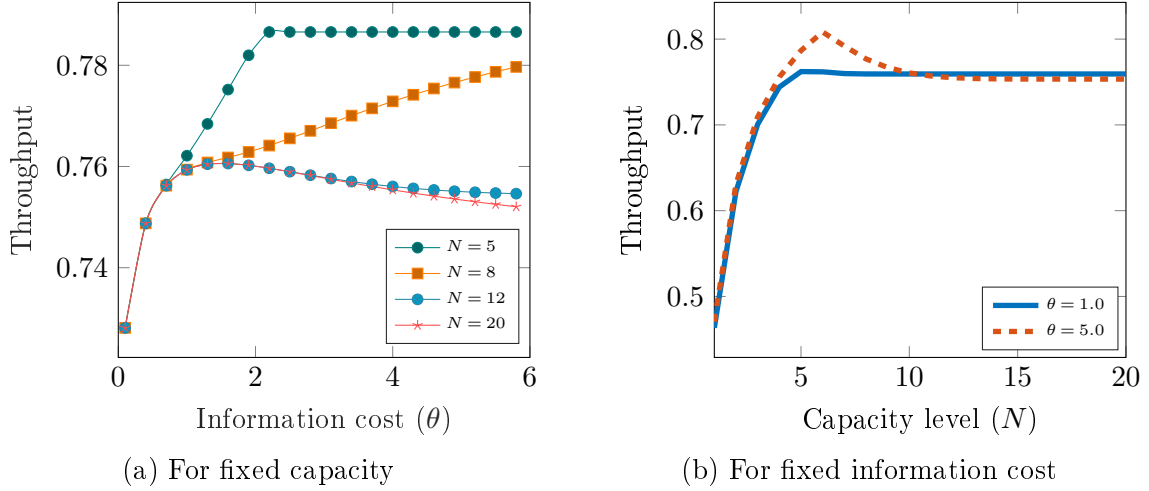 0.78
0.76
0.74
Throughput
0 2 4 6
Information cost (θ)
N = 5
N = 8
N = 12
N = 20
(a) For fixed capacity
0.8
0.7
0.6
0.5
Throughput
5 10 15 20
Capacity level (N)
θ = 1.0
θ = 5.0
(b) For fixed information cost